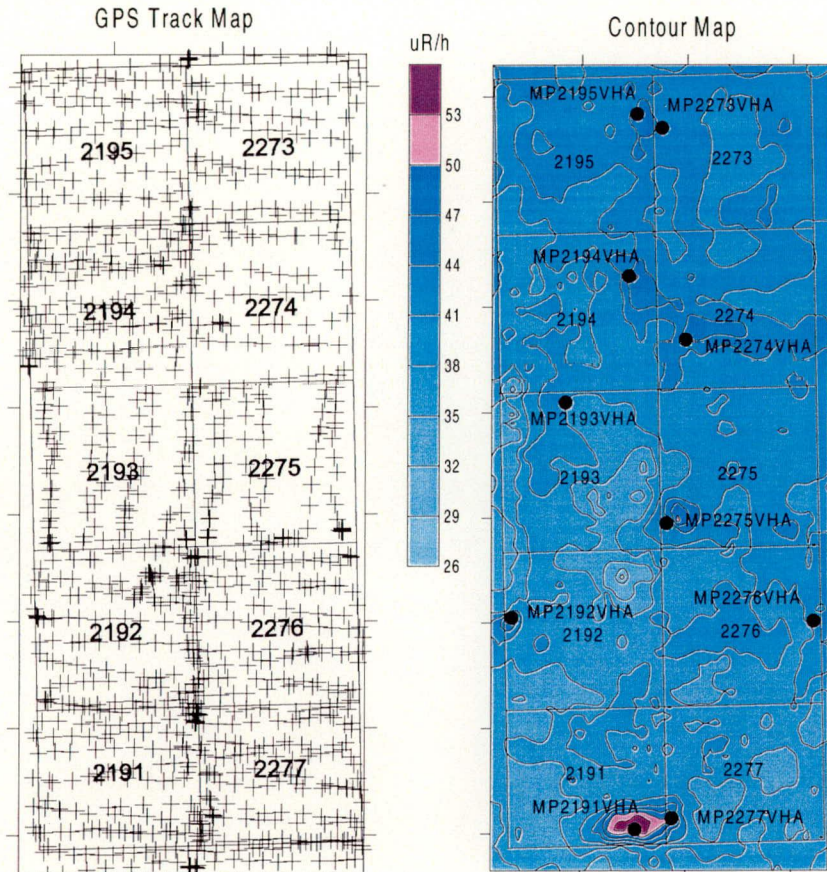 GPS Track Map
2195
2273
2194
2274
2193
2275
2192
2276
2191
2277
uR/h
53
50
47
44
41
38
35
32
29
26
Contour Map
MP2195VHA
MP2273VHA
2195
2273
MP2194VHA
2194
2274
MP2274VHA
MP2193VHA
2193
2275
MP2275VHA
MP2192VHA
MP2276VHA
2192
2276
2191
2277
MP2191VHA
MP2277VHA